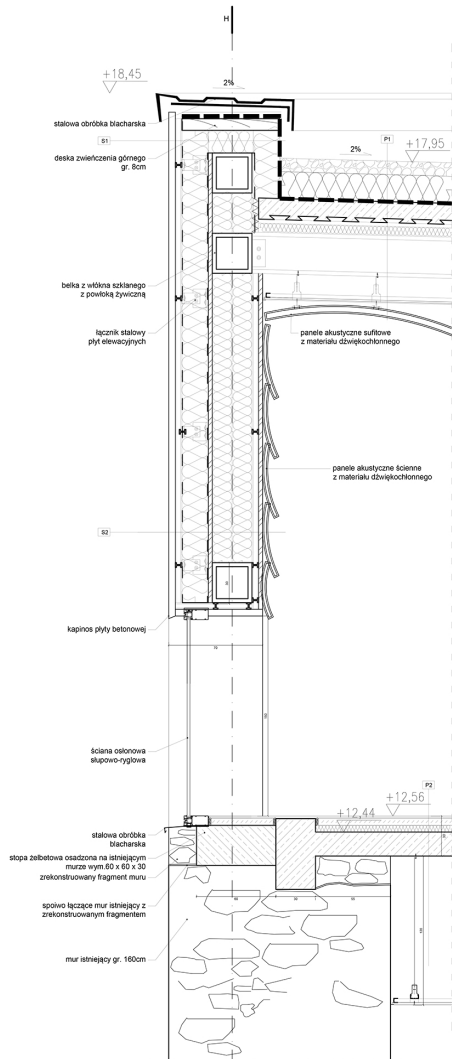 H
+18,45
2%
stalowa obróbka blacharska
S1
P1
deska zwieńczenia górnego
gr. 8cm
2%
+17,95
belka z włókna szklanego
z powłoką żywiczną
łącznik stalowy
płyt elewacyjnych
panele akustyczne sufitowe
z materiału dźwiękochłonnego
panele akustyczne ścienne
z materiału dźwiękochłonnego
S2
kapinos płyty betonowej
ściana osłonowa
słupowo-ryglowa
P2
+12,56
+12,44
stalowa obróbka
blacharska
stopa żelbetowa osadzona na istniejącym
murze wym.60 x 60 x 30
zrekonstruowany fragment muru
spoiwo łączące mur istniejący z
zrekonstruowanym fragmentem
mur istniejący gr. 160cm